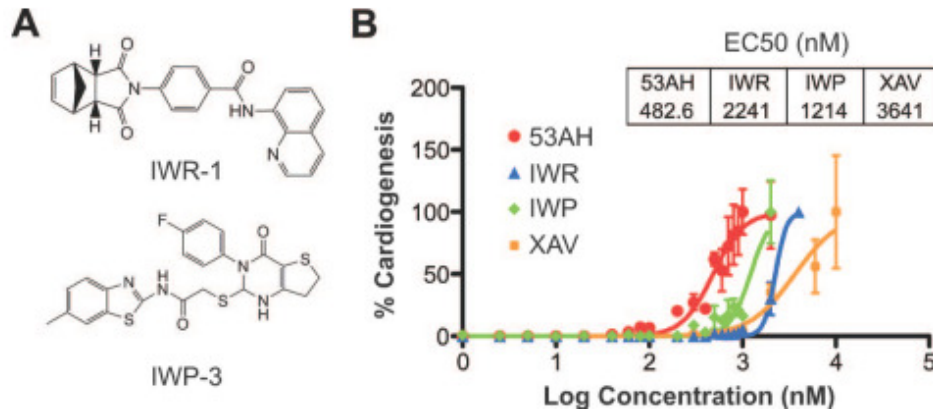 A
O
N
O
H
H
O
HN
N
IWR-1
F
O
N
S
N
H
N
S
N
H
S
O
IWP-3
B
EC50 (nM)
53AH IWR IWP XAV
482.6 2241 1214 3641
200
150
100
50
0
% Cardiogenesis
53AH
IWR
IWP
XAV
0 1 2 3 4 5
Log Concentration (nM)